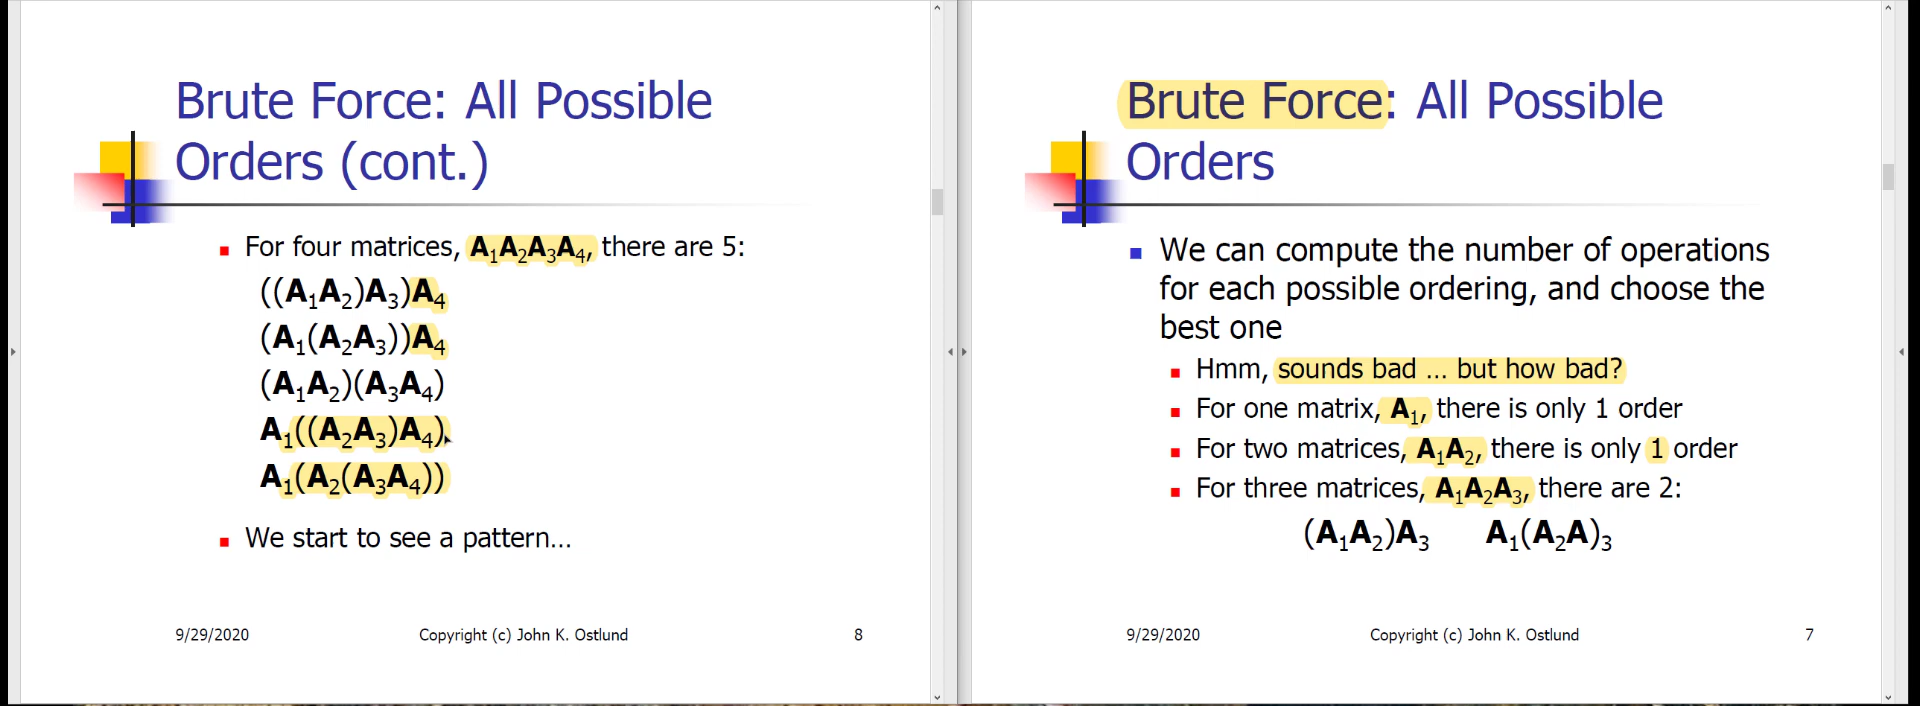 Brute Force: All Possible
Orders (cont.)
For four matrices, A₁A₂A₃A₄, there are 5:
((A₁A₂)A₃)A₄
(A₁(A₂A₃))A₄
(A₁A₂)(A₃A₄)
A₁((A₂A₃)A₄)
A₁(A₂(A₃A₄))
We start to see a pattern...
9/29/2020 Copyright (c) John K. Ostlund 8
Brute Force: All Possible
Orders
We can compute the number of operations
for each possible ordering, and choose the
best one
Hmm, sounds bad ... but how bad?
For one matrix, A₁, there is only 1 order
For two matrices, A₁A₂, there is only 1 order
For three matrices, A₁A₂A₃, there are 2:
(A₁A₂)A₃ A₁(A₂A)₃
9/29/2020 Copyright (c) John K. Ostlund 7